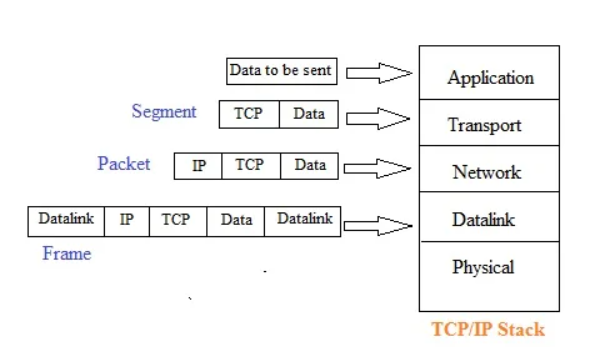 Data to be sent
Application
Segment
TCP Data
Transport
Packet
IP TCP Data
Network
Datalink IP TCP Data Datalink
Datalink
Frame
Physical
TCP/IP Stack